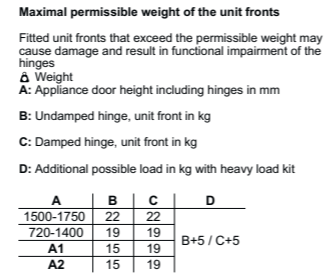 Maximal permissible weight of the unit fronts
Fitted unit fronts that exceed the permissible weight may
cause damage and result in functional impairment of the
hinges
Weight
A: Appliance door height including hinges in mm
B: Undamped hinge, unit front in kg
C: Damped hinge, unit front in kg
D: Additional possible load in kg with heavy load kit
A B C D
1500-1750 22 22
720-1400 19 19
B+5 / C+5
A1 15 19
A2 15 19